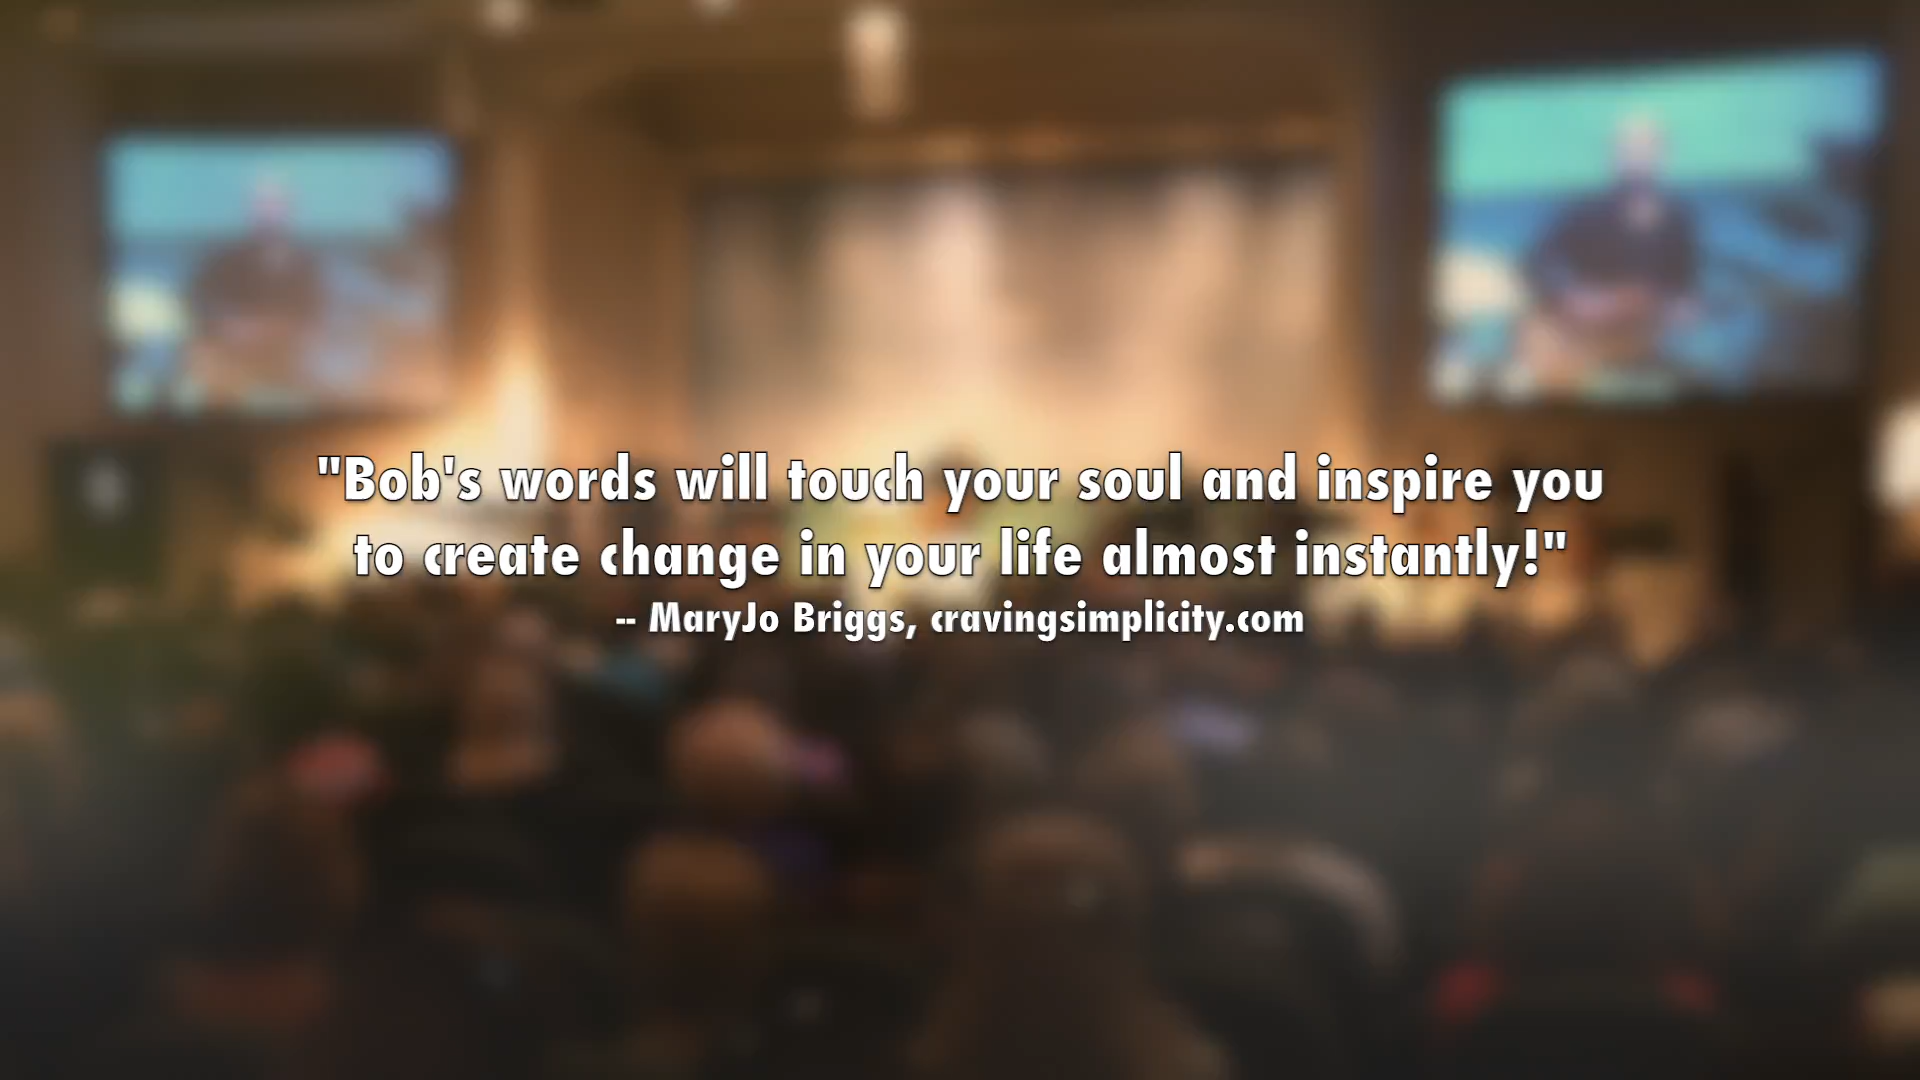 "Bob's words will touch your soul and inspire you
to create change in your life almost instantly!"
-- MaryJo Briggs, cravingsimplicity.com